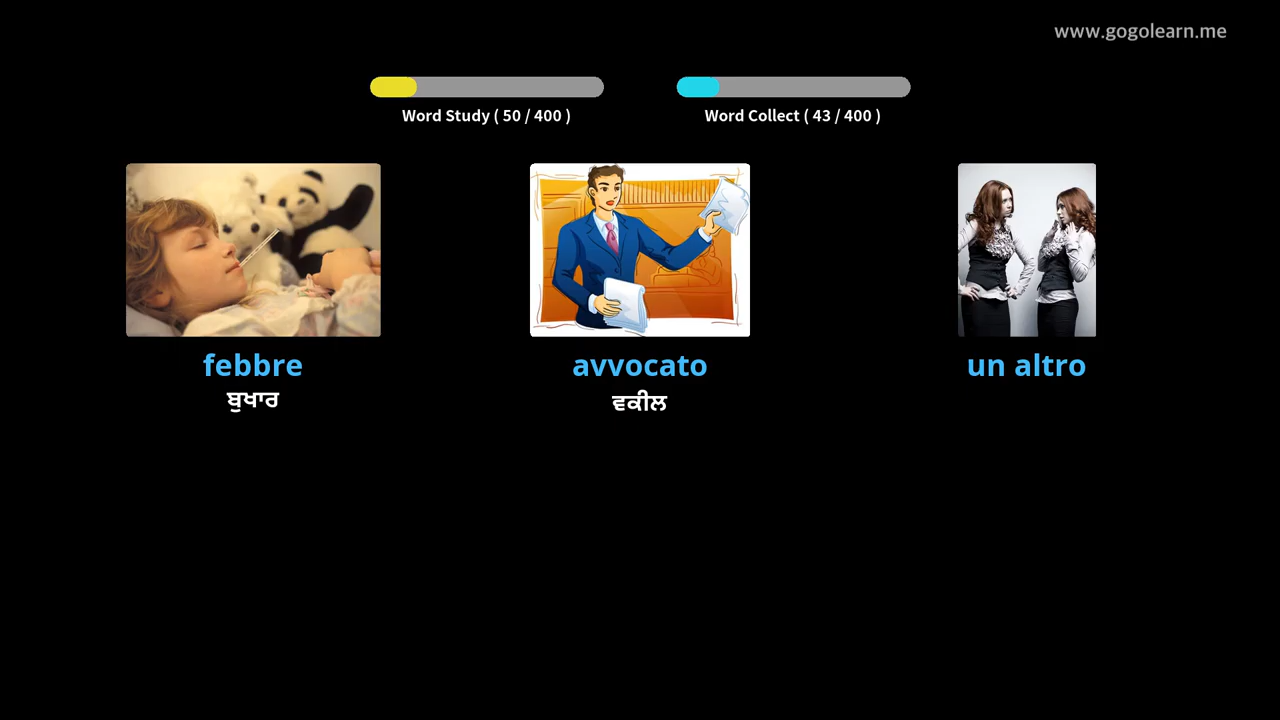 www.gogolearn.me
Word Study ( 50 / 400 )
Word Collect ( 43 / 400 )
febbre
ਬੁਖਾਰ
avvocato
ਵਕੀਲ
un altro